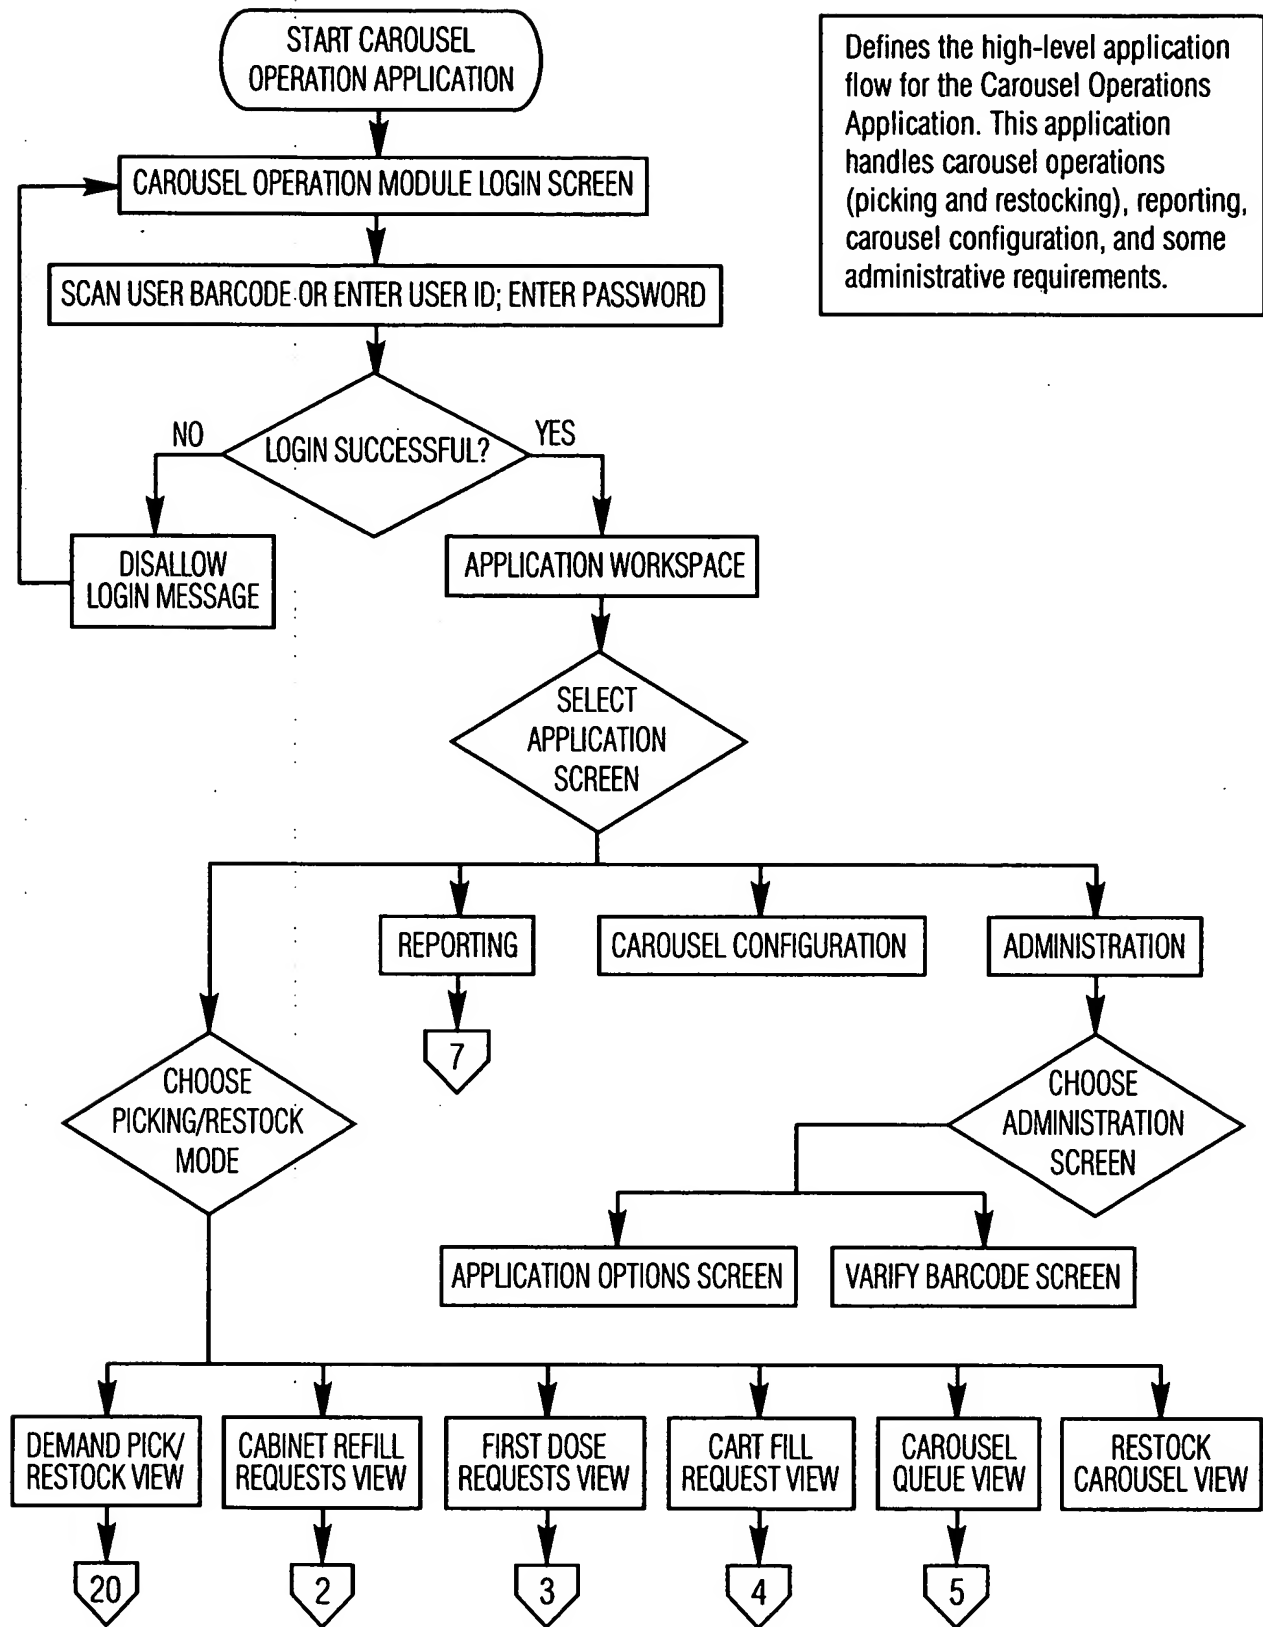 START CAROUSEL
OPERATION APPLICATION
Defines the high-level application
flow for the Carousel Operations
Application. This application
handles carousel operations
(picking and restocking), reporting,
carousel configuration, and some
administrative requirements.
CAROUSEL OPERATION MODULE LOGIN SCREEN
SCAN USER BARCODE OR ENTER USER ID; ENTER PASSWORD
NO
LOGIN SUCCESSFUL?
YES
DISALLOW
LOGIN MESSAGE
APPLICATION WORKSPACE
SELECT
APPLICATION
SCREEN
REPORTING
CAROUSEL CONFIGURATION
ADMINISTRATION
7
CHOOSE
PICKING/RESTOCK
MODE
CHOOSE
ADMINISTRATION
SCREEN
APPLICATION OPTIONS SCREEN
VARIFY BARCODE SCREEN
DEMAND PICK/
RESTOCK VIEW
CABINET REFILL
REQUESTS VIEW
FIRST DOSE
REQUESTS VIEW
CART FILL
REQUEST VIEW
CAROUSEL
QUEUE VIEW
RESTOCK
CAROUSEL VIEW
20
2
3
4
5